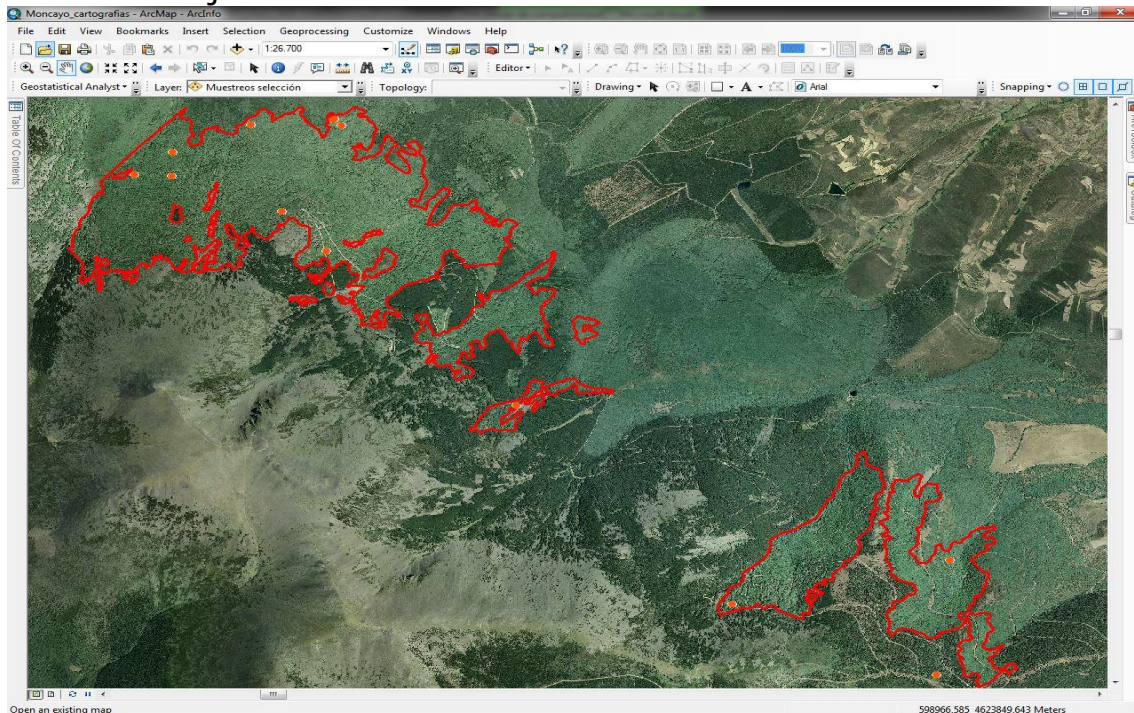 Moncayo_cartografias - ArcMap - ArcInfo
File Edit View Bookmarks Insert Selection Geoprocessing Customize Windows Help
1:26.700
100%
Editor
Geostatistical Analyst Layer: Muestreos selección Topology: Drawing A Arial Snapping
Table Of Contents
Open an existing map 598966.585 4623849.643 Meters